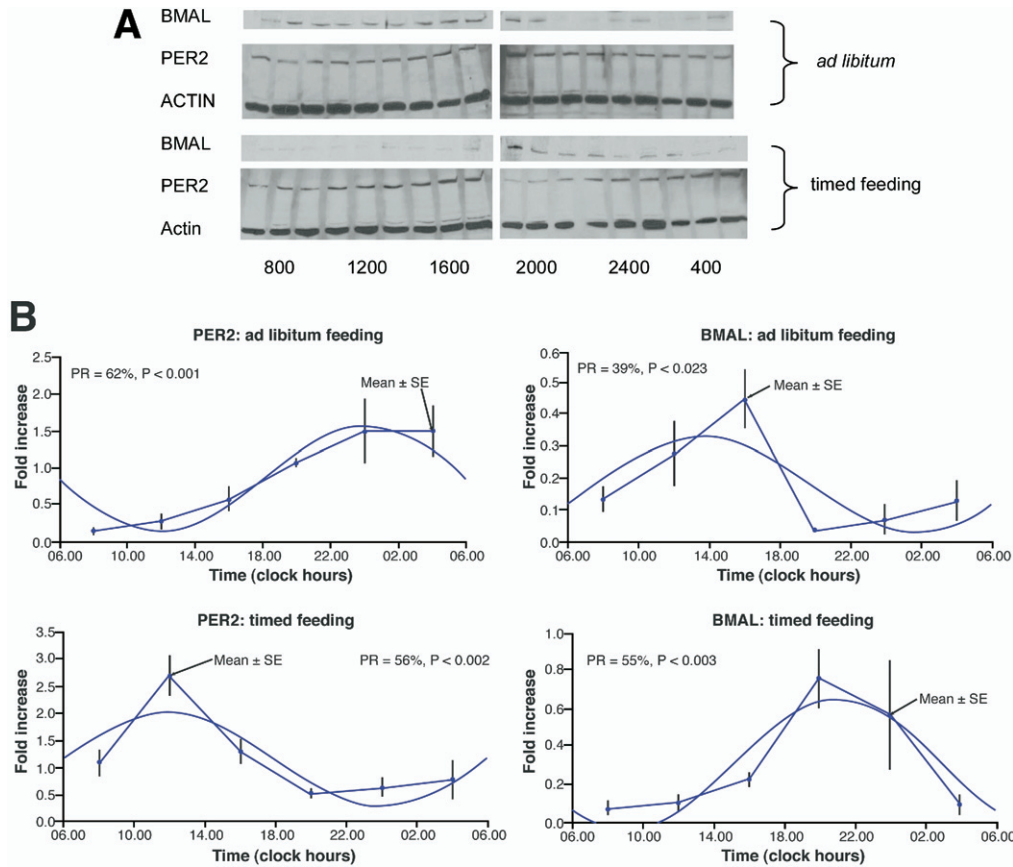 A
BMAL
PER2
ACTIN
ad libitum
BMAL
PER2
Actin
timed feeding
800 1200 1600 2000 2400 400
B
PER2: ad libitum feeding
PR = 62%, P < 0.001
Mean ± SE
Fold increase
2.5
2.0
1.5
1.0
0.5
0.0
06.00 10.00 14.00 18.00 22.00 02.00 06.00
Time (clock hours)
BMAL: ad libitum feeding
PR = 39%, P < 0.023
Mean ± SE
Fold increase
0.6
0.5
0.4
0.3
0.2
0.1
0.0
06.00 10.00 14.00 18.00 22.00 02.00 06.00
Time (clock hours)
PER2: timed feeding
Mean ± SE
PR = 56%, P < 0.002
Fold increase
3.5
3.0
2.5
2.0
1.5
1.0
0.5
0.0
06.00 10.00 14.00 18.00 22.00 02.00 06.00
Time (clock hours)
BMAL: timed feeding
PR = 55%, P < 0.003
Mean ± SE
Fold increase
1.0
0.8
0.6
0.4
0.2
0.0
06.00 10.00 14.00 18.00 22.00 02.00 06.00
Time (clock hours)